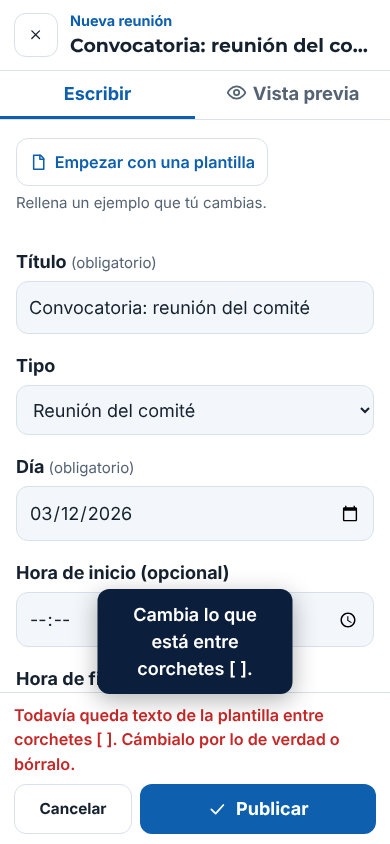 Nueva reunión
Convocatoria: reunión del co...
Escribir
Vista previa
Empezar con una plantilla
Rellena un ejemplo que tú cambias.
Título (obligatorio)
Convocatoria: reunión del comité
Tipo
Reunión del comité
Día (obligatorio)
03/12/2026
Hora de inicio (opcional)
--:--
Cambia lo que
está entre
corchetes [ ].
Hora de f
Todavía queda texto de la plantilla entre
corchetes [ ]. Cámbialo por lo de verdad o
bórralo.
Cancelar
Publicar